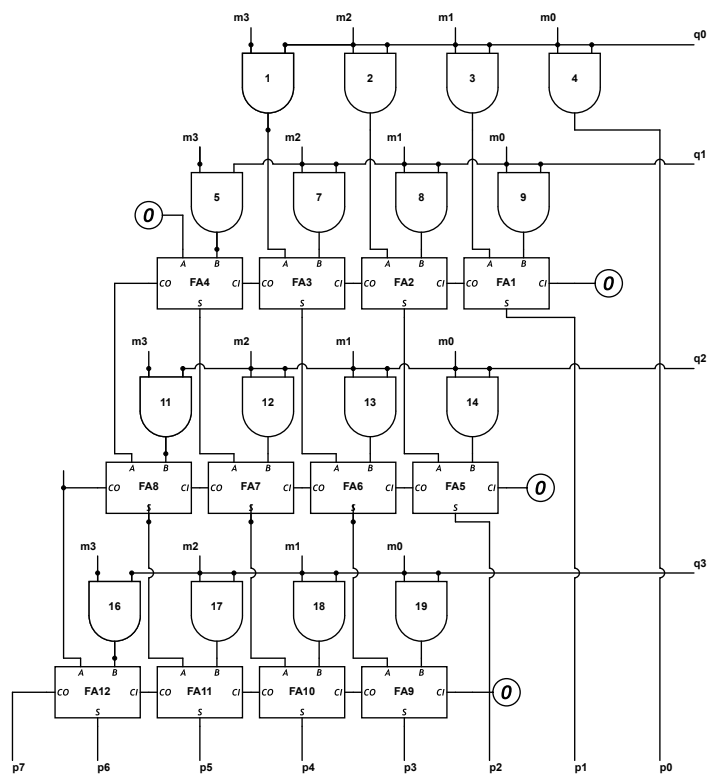 m3 m2 m1 m0
q0
1 2 3 4
m3 m2 m1 m0
q1
5 7 8 9
0
A B A B A B A B
CO FA4 CI CO FA3 CI CO FA2 CI CO FA1 CI 0
S S S S
m3 m2 m1 m0
q2
11 12 13 14
A B A B A B A B
CO FA8 CI CO FA7 CI CO FA6 CI CO FA5 CI 0
S S S S
m3 m2 m1 m0
q3
16 17 18 19
A B A B A B A B
CO FA12 CI CO FA11 CI CO FA10 CI CO FA9 CI 0
S S S S
p7 p6 p5 p4 p3 p2 p1 p0